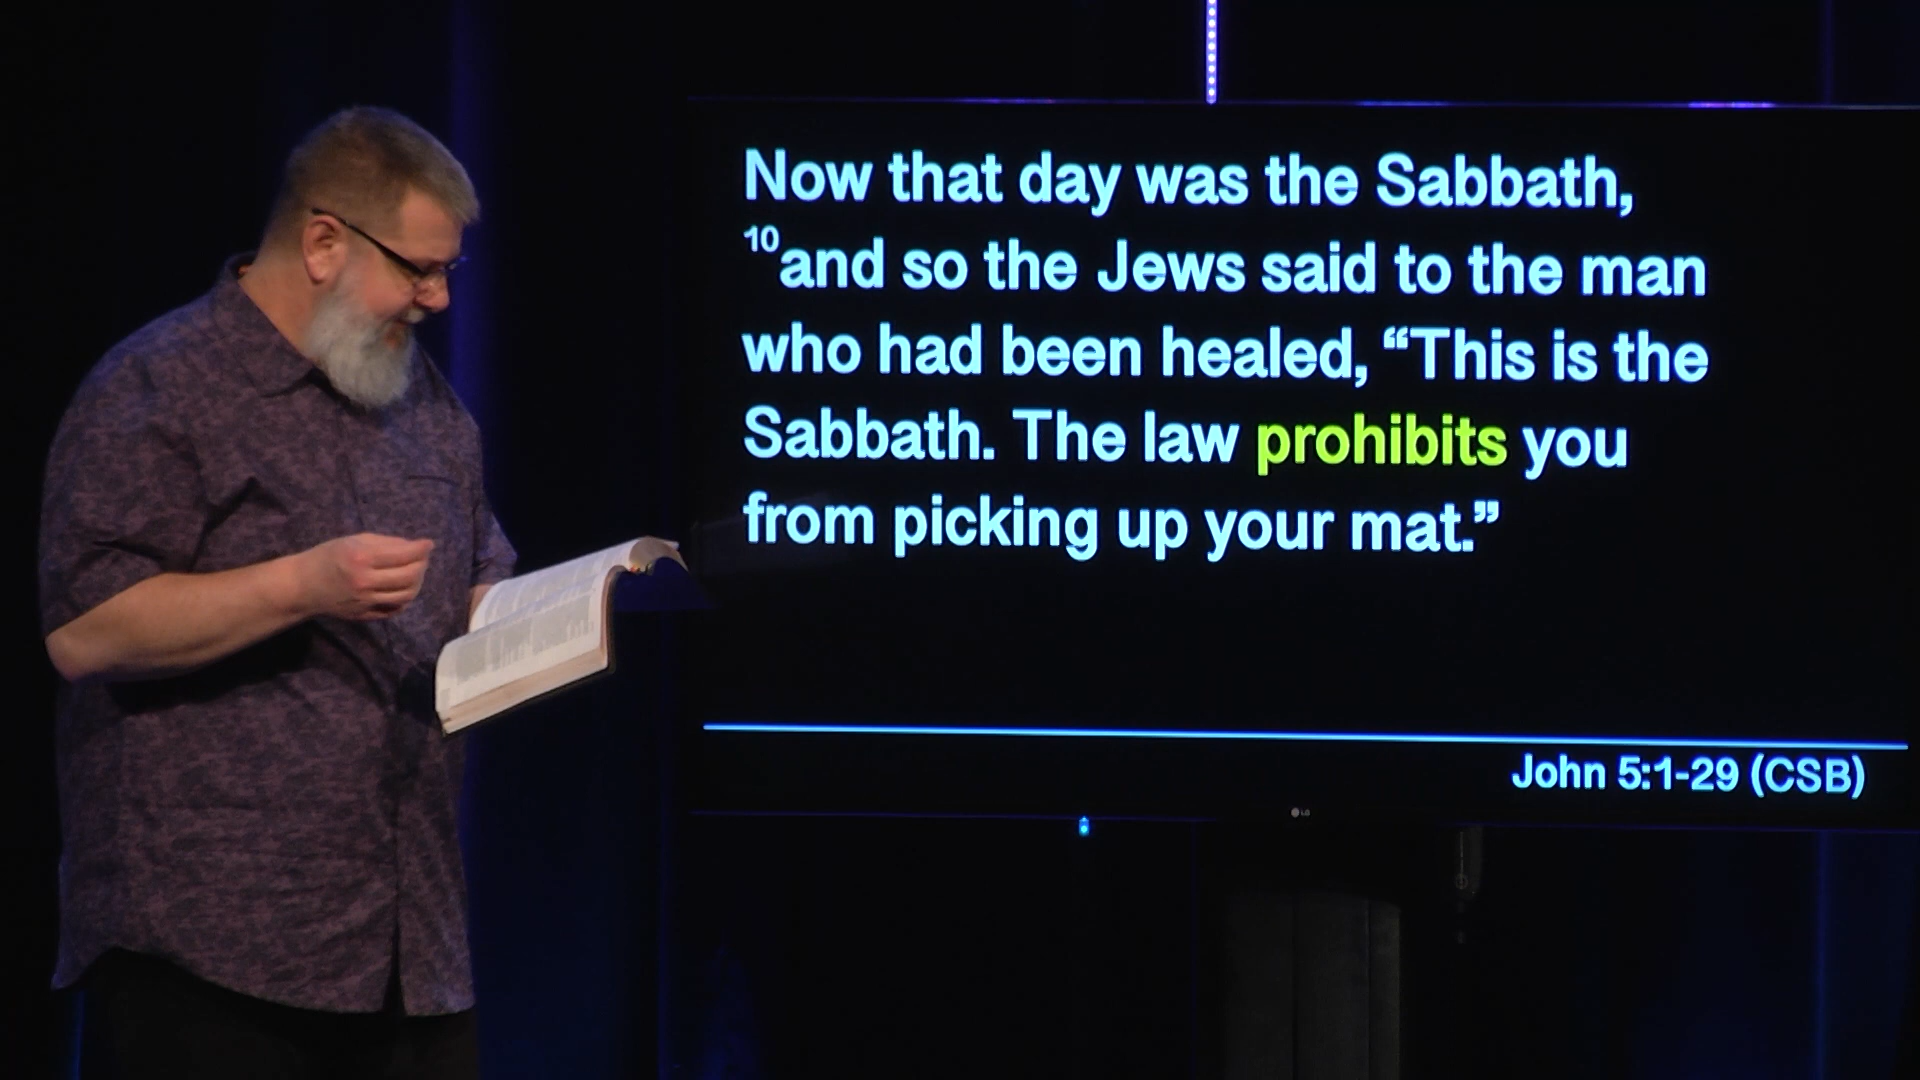 Now that day was the Sabbath,
10and so the Jews said to the man
who had been healed, “This is the
Sabbath. The law prohibits you
from picking up your mat.”
John 5:1-29 (CSB)
LG